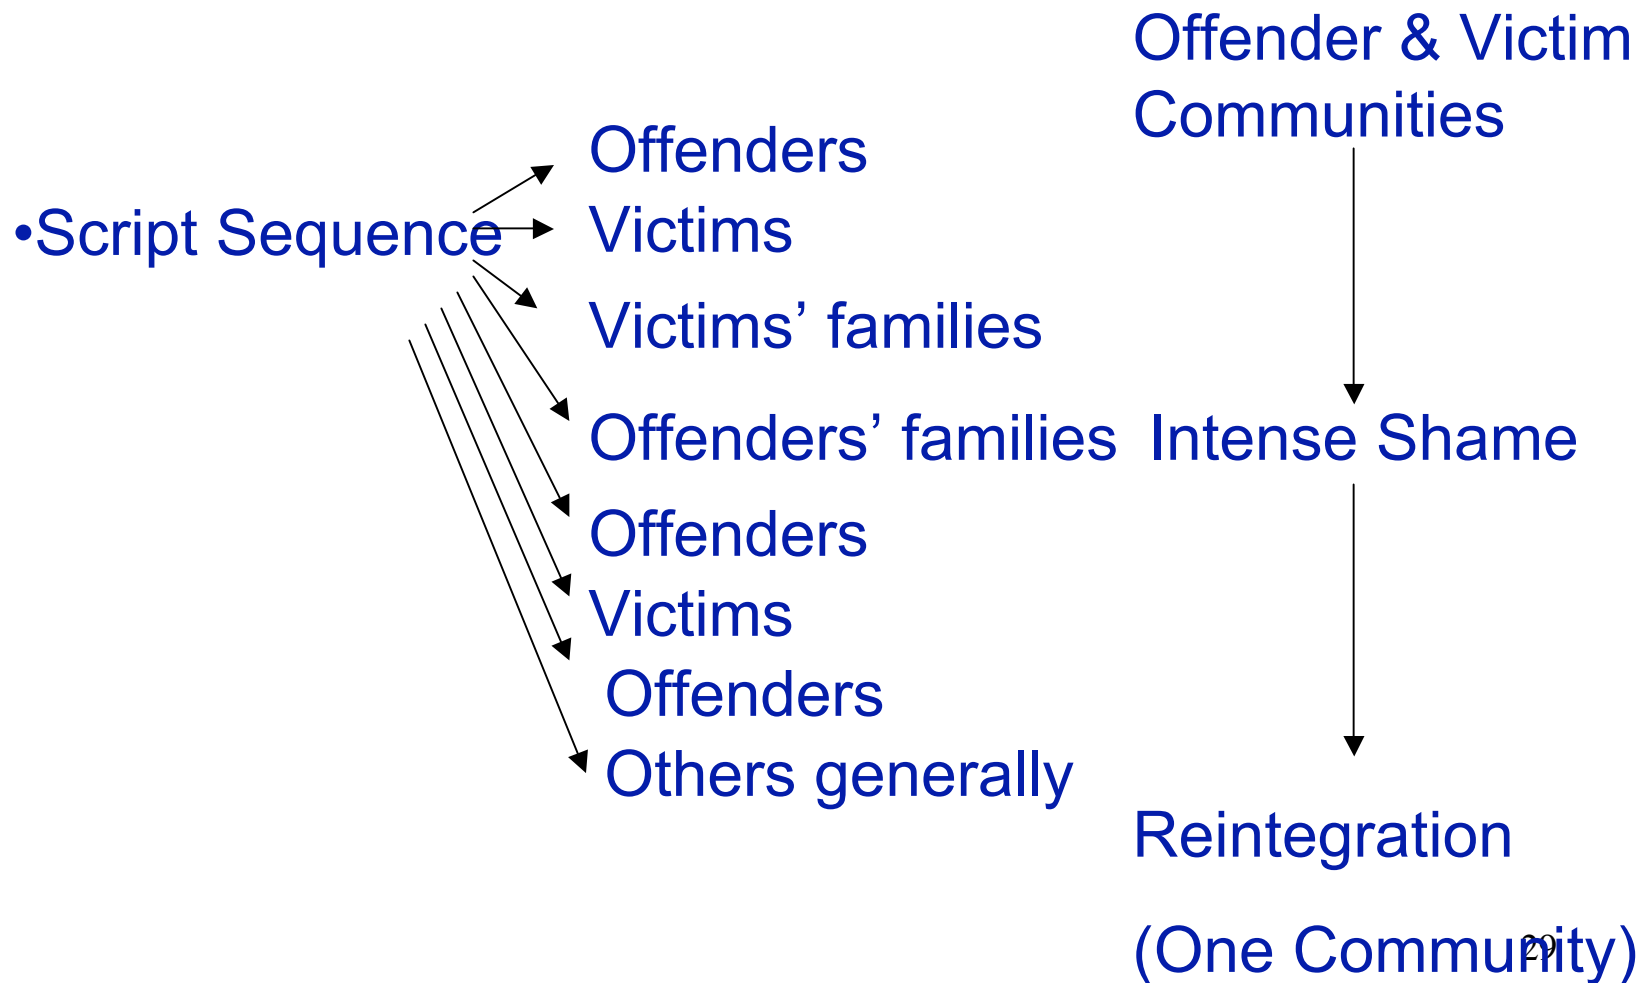 •Script Sequence
Offenders
Victims
Victims’ families
Offenders’ families
Offenders
Victims
Offenders
Others generally
Offender & Victim
Communities
Intense Shame
Reintegration
(One Community)
29